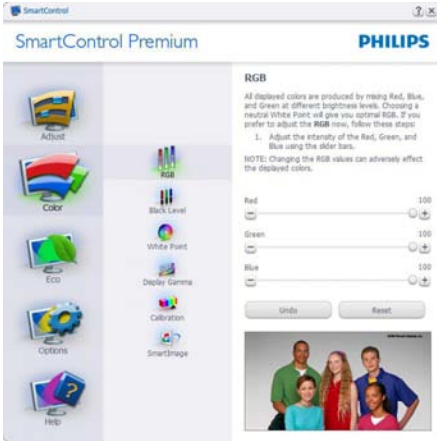 SmartControl
SmartControl Premium
PHILIPS
Adjust
Color
Eco
Options
Help
RGB
Black Level
White Point
Display Gamma
Calibration
SmartImage
RGB
All displayed colors are produced by mixing Red, Blue,
and Green at different brightness levels. Choosing a
neutral White Point will give you optimal RGB. If you
prefer to adjust the RGB now, follow these steps:
1. Adjust the intensity of the Red, Green, and
Blue using the slider bars.
NOTE: Changing the RGB values can adversely effect
the displayed colors.
Red 100
Green 100
Blue 100
Undo Reset